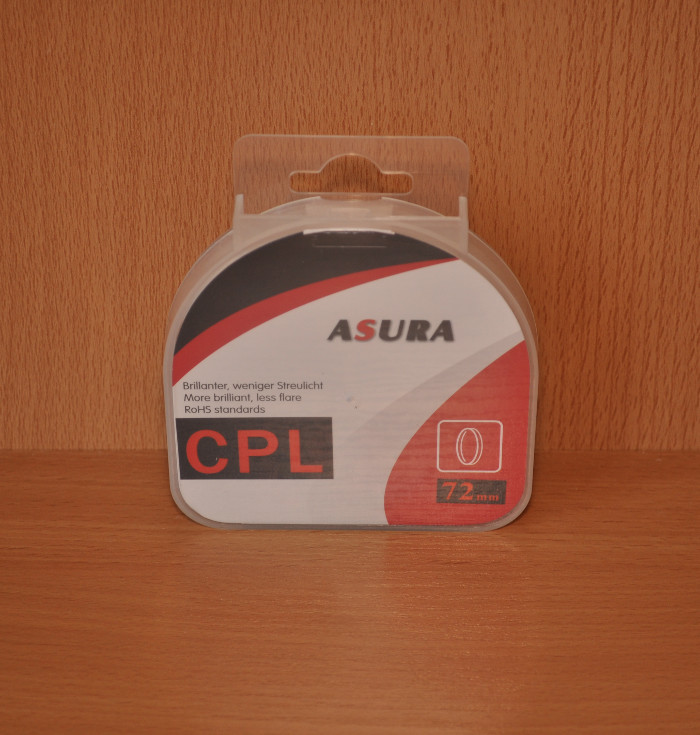 ASURA
Brillanter, weniger Streulicht
More brilliant, less flare
RoHS standards
CPL
72mm